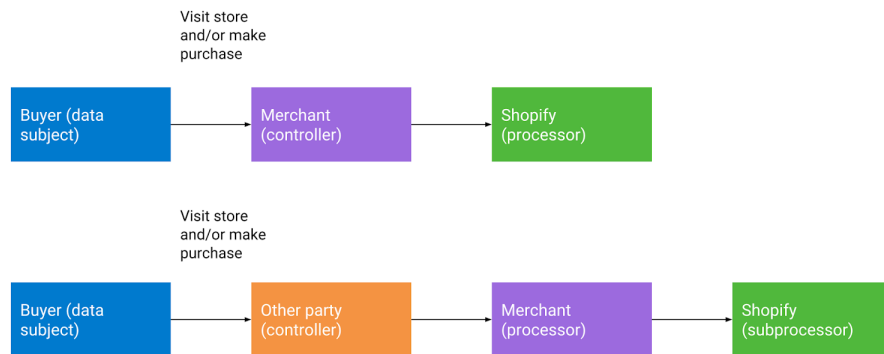 Visit store
and/or make
purchase
Buyer (data
subject)
Merchant
(controller)
Shopify
(processor)
Visit store
and/or make
purchase
Buyer (data
subject)
Other party
(controller)
Merchant
(processor)
Shopify
(subprocessor)